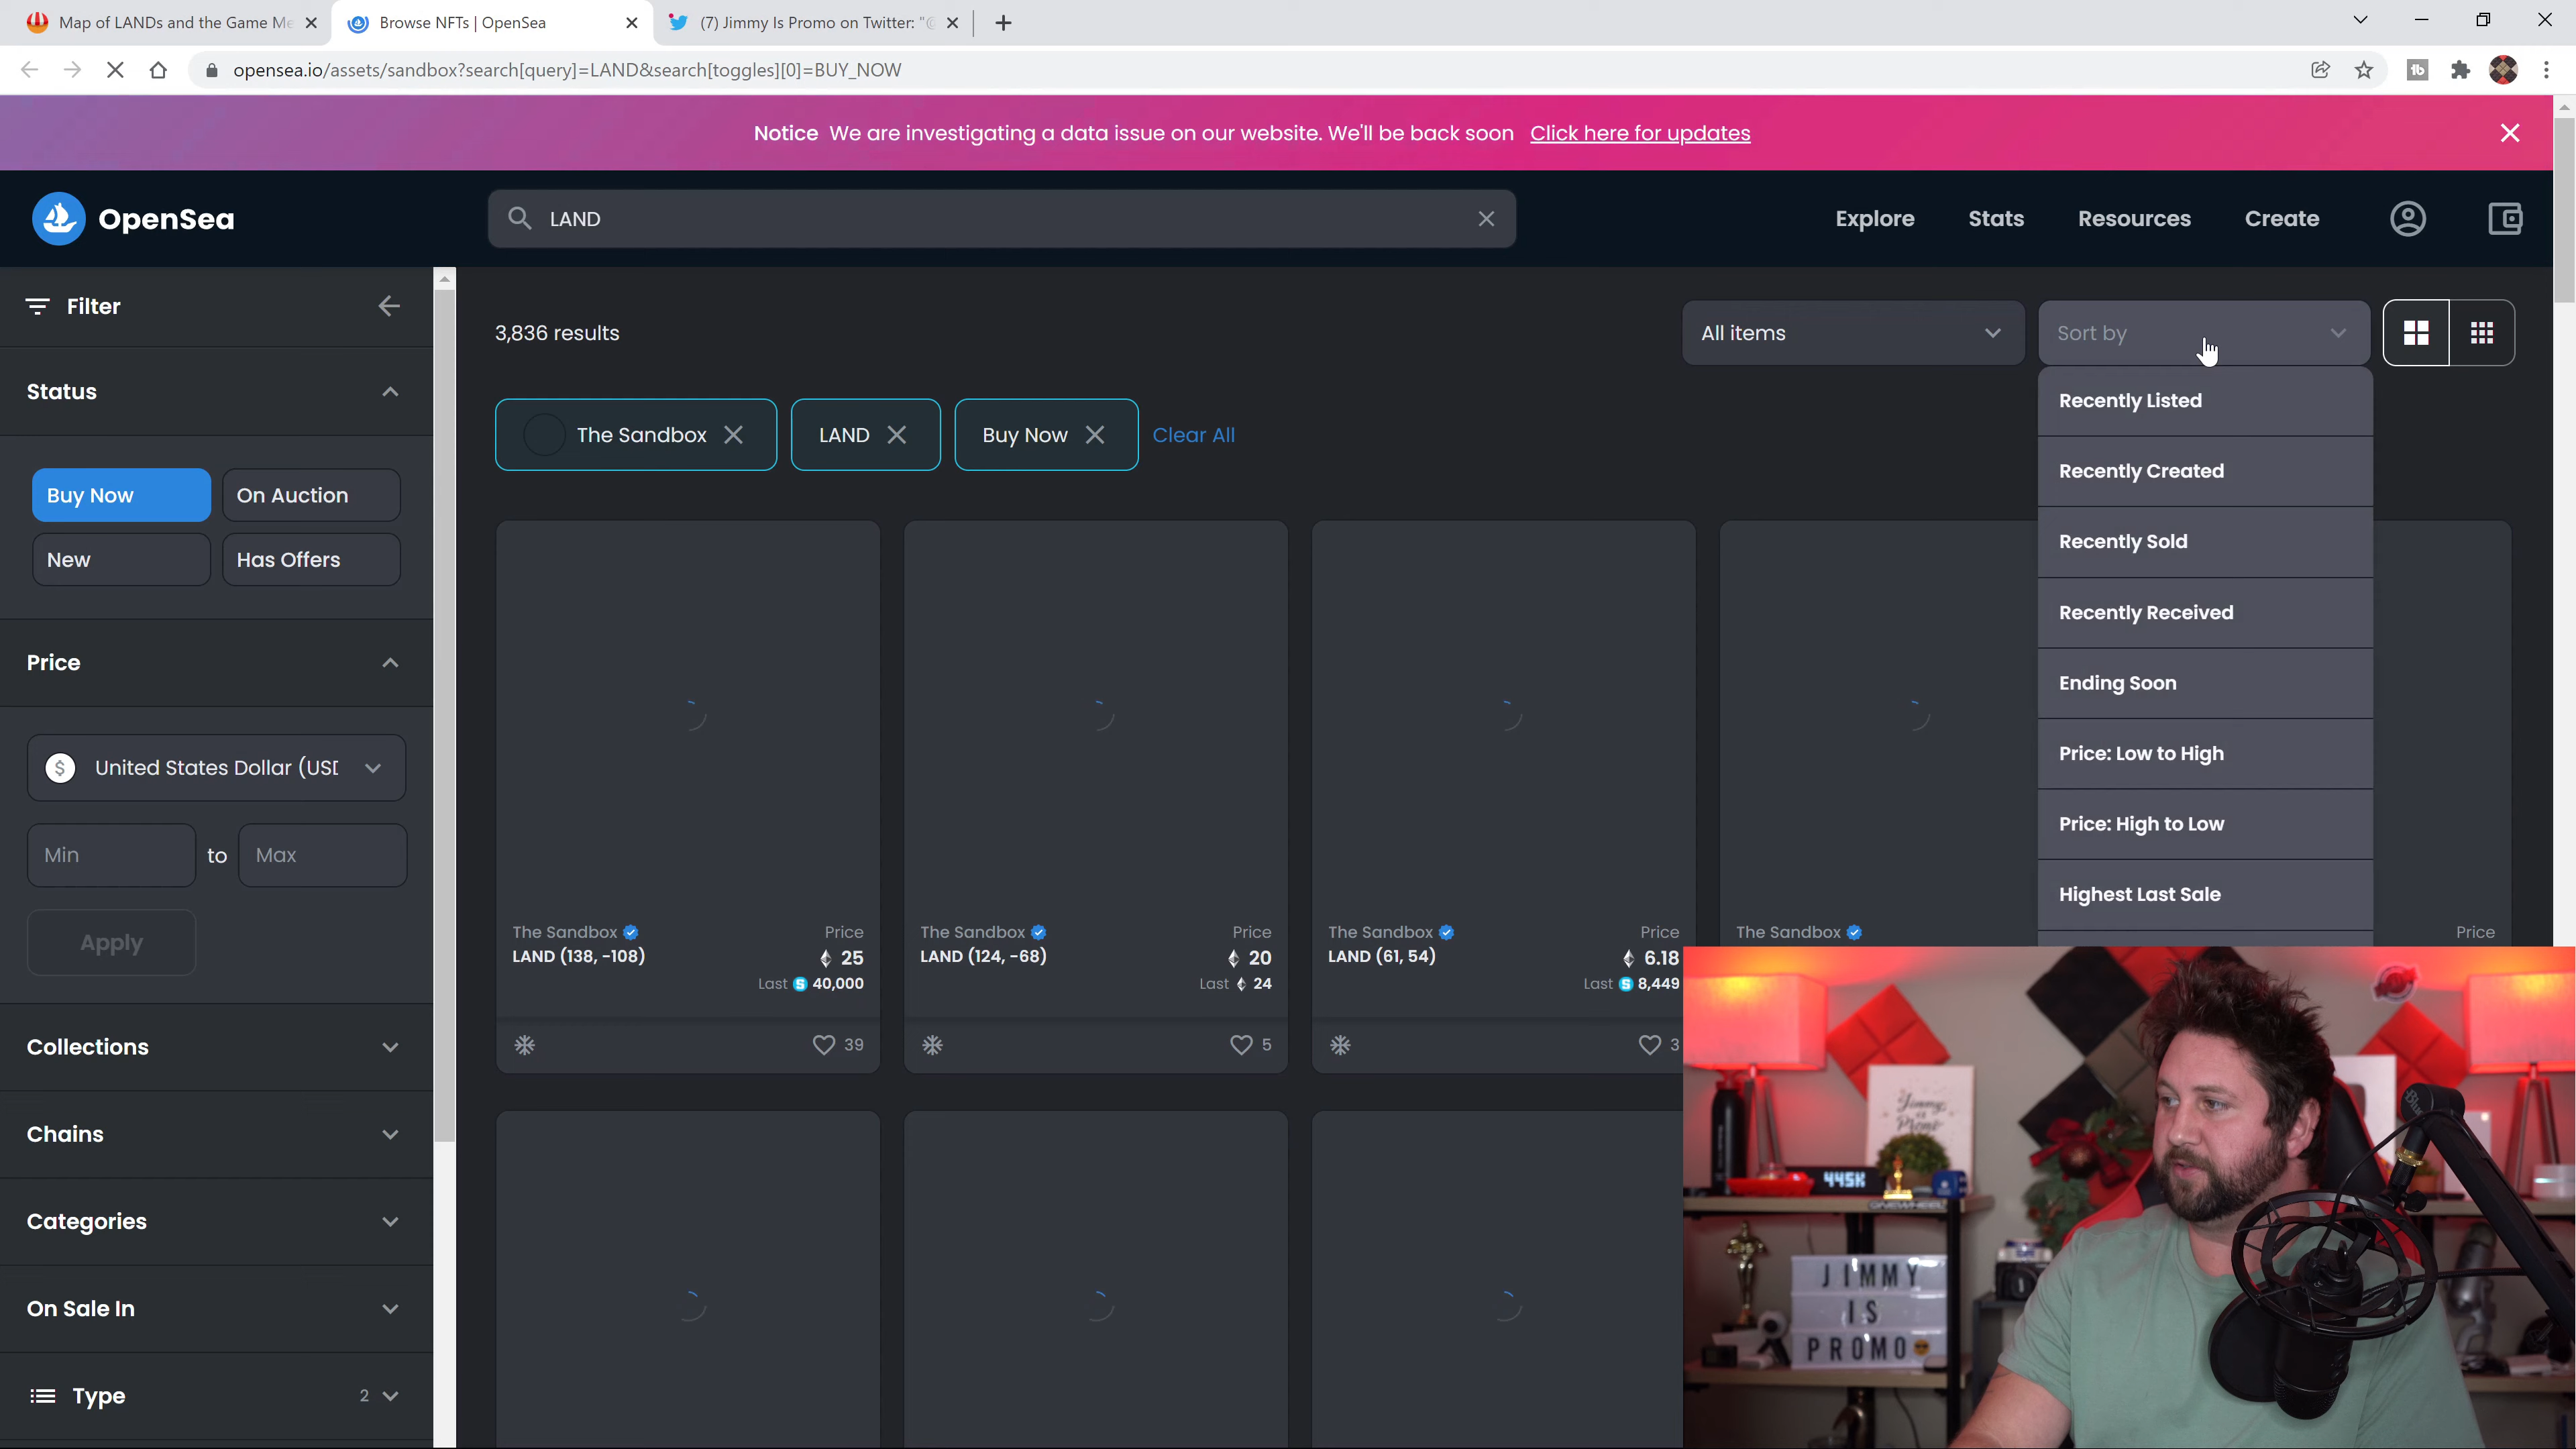 Map of LANDs and the Game Me
Browse NFTs | OpenSea
(7) Jimmy Is Promo on Twitter: "@
opensea.io/assets/sandbox?search[query]=LAND&search[toggles][0]=BUY_NOW
tb
Notice We are investigating a data issue on our website. We'll be back soon Click here for updates
OpenSea
LAND
Explore
Stats
Resources
Create
Filter
3,836 results
All items
Sort by
Status
The Sandbox
LAND
Buy Now
Clear All
Buy Now
On Auction
New
Has Offers
Recently Listed
Recently Created
Recently Sold
Recently Received
Ending Soon
Price: Low to High
Price: High to Low
Highest Last Sale
Price
$ United States Dollar (USD
Min
to
Max
Apply
The Sandbox
Price
LAND (138, -108)
25
Last S 40,000
39
The Sandbox
Price
LAND (124, -68)
20
Last 24
5
The Sandbox
Price
LAND (61, 54)
6.18
Last S 8,449
3
The Sandbox
Price
Collections
Chains
Categories
On Sale In
Type
2
Jimmy
is
Promo
445K
ONEWHEEL
Blue
JIMMY
IS
PROMO